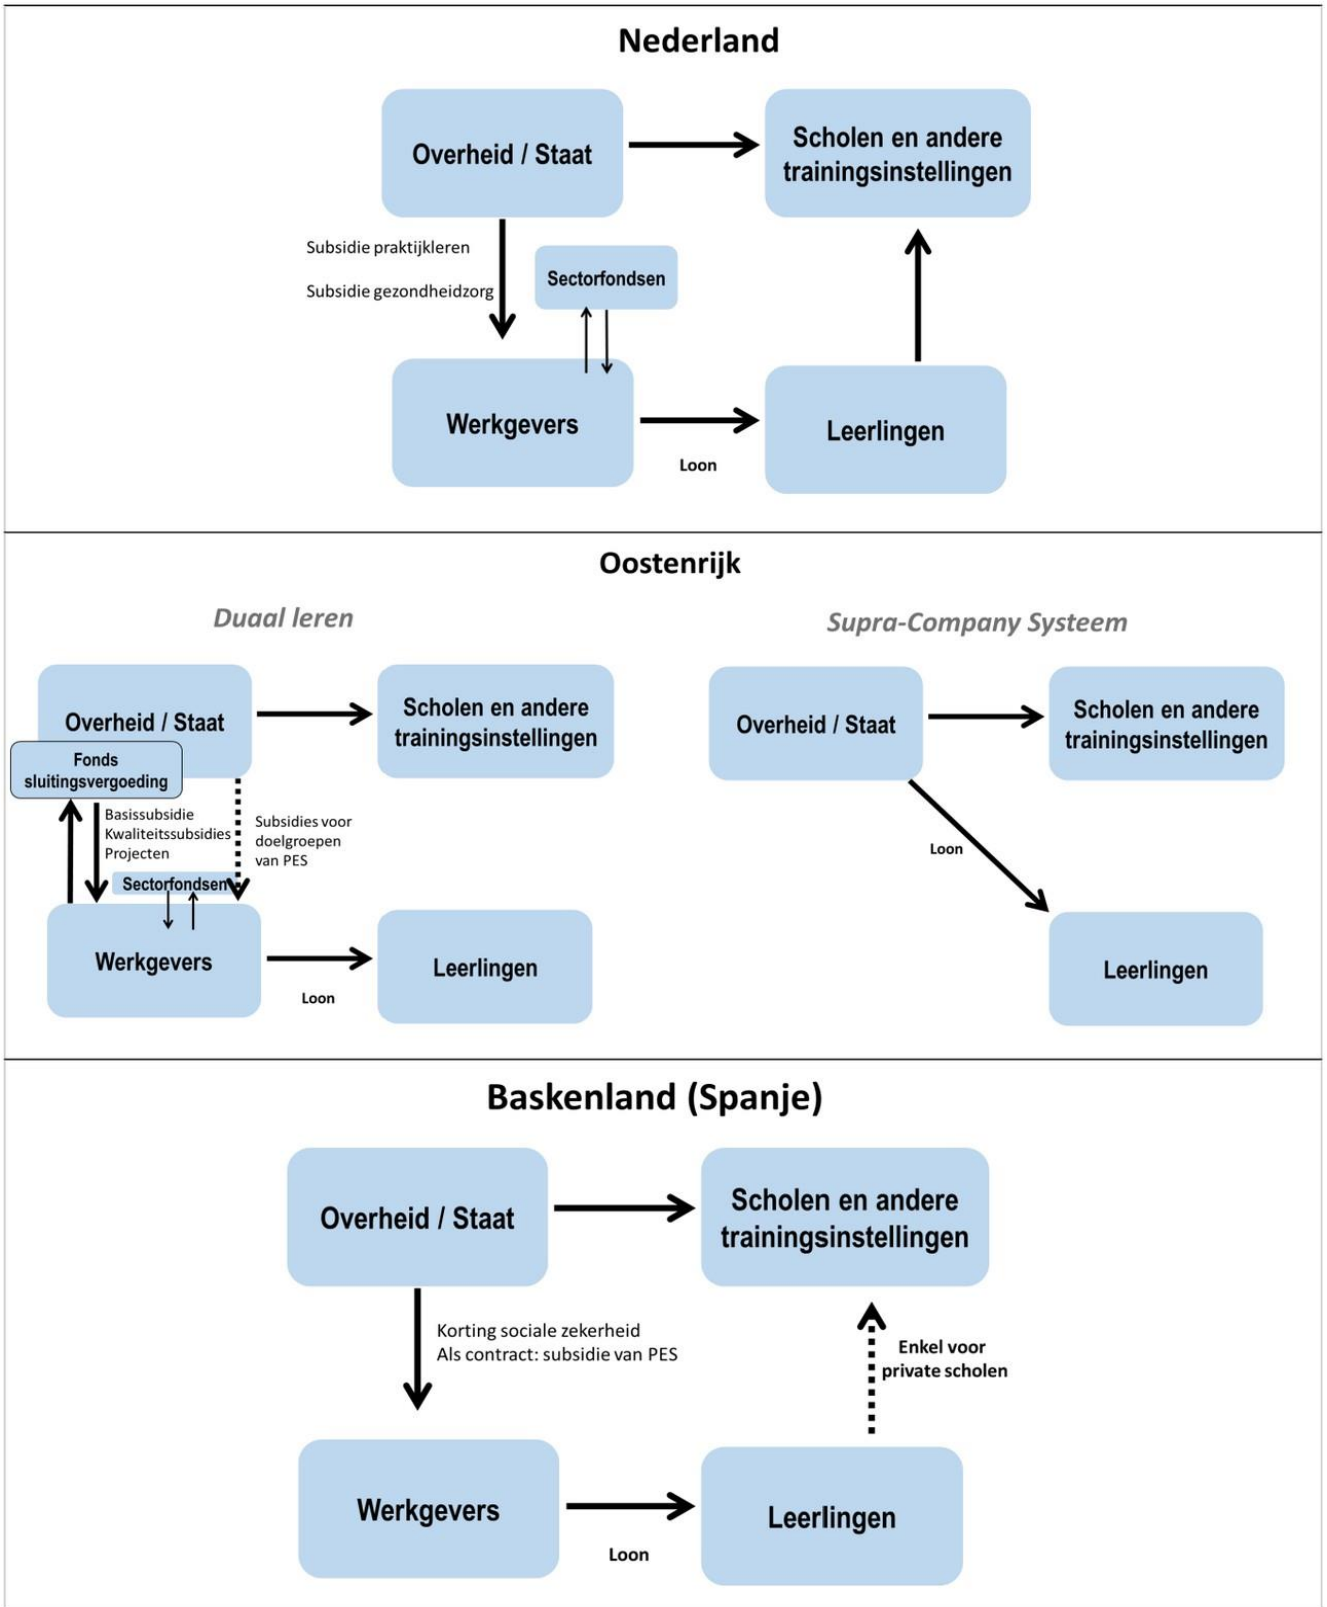 Nederland
Overheid / Staat
Scholen en andere
trainingsinstellingen
Subsidie praktijkleren
Subsidie gezondheidzorg
Sectorfondsen
Werkgevers
Loon
Leerlingen
Oostenrijk
Duaal leren
Overheid / Staat
Scholen en andere
trainingsinstellingen
Fonds
sluitingsvergoeding
Basissubsidie
Kwaliteitssubsidies
Projecten
Subsidies voor
doelgroepen
van PES
Sectorfondsen
Werkgevers
Loon
Leerlingen
Supra-Company Systeem
Overheid / Staat
Scholen en andere
trainingsinstellingen
Loon
Leerlingen
Baskenland (Spanje)
Overheid / Staat
Scholen en andere
trainingsinstellingen
Korting sociale zekerheid
Als contract: subsidie van PES
Enkel voor
private scholen
Werkgevers
Loon
Leerlingen